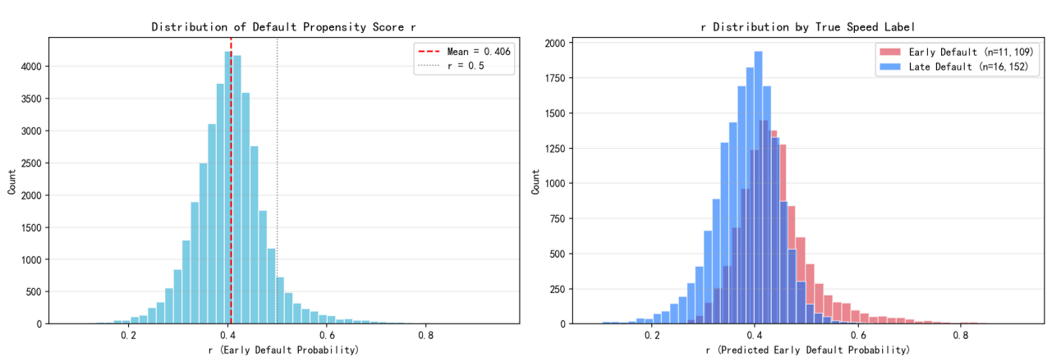 Distribution of Default Propensity Score r
Mean = 0.406
r = 0.5
Count
4000
3500
3000
2500
2000
1500
1000
500
0
0.2
0.4
0.6
0.8
r (Early Default Probability)
r Distribution by True Speed Label
Early Default (n=11,109)
Late Default (n=16,152)
Count
2000
1750
1500
1250
1000
750
500
250
0
0.2
0.4
0.6
0.8
r (Predicted Early Default Probability)